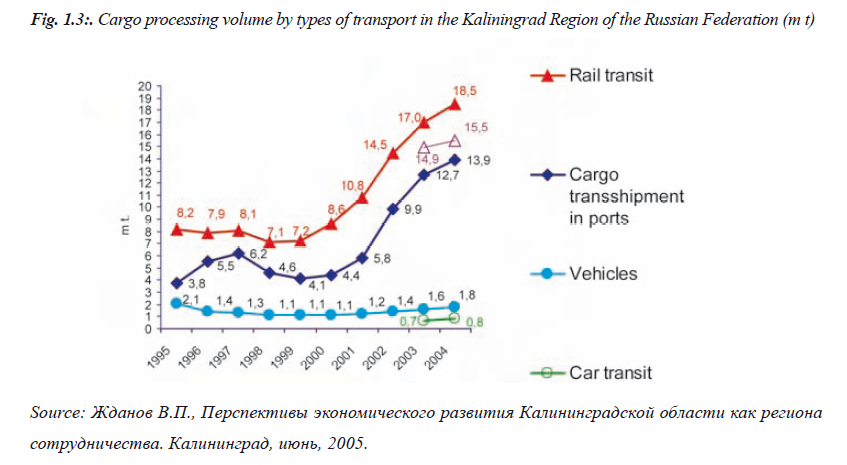 Fig. 1.3:. Cargo processing volume by types of transport in the Kaliningrad Region of the Russian Federation (m t)
20
19
18
17
16
15
14
13
12
11
10
9
8
7
6
5
4
3
2
1
0
m.t.
8,2 7,9 8,1 7,1 7,2 8,6 10,8 14,5 17,0 18,5
14,9 15,5
3,8 5,5 6,2 4,6 4,1 4,4 5,8 9,9 12,7 13,9
2,1 1,4 1,3 1,1 1,1 1,1 1,2 1,4 1,6 1,8
0,7 0,8
1995 1996 1997 1998 1999 2000 2001 2002 2003 2004
Rail transit
Cargo
transshipment
in ports
Vehicles
Car transit
Source: Жданов В.П., Перспективы экономического развития Калининградской области как региона
сотрудничества. Калининград, июнь, 2005.